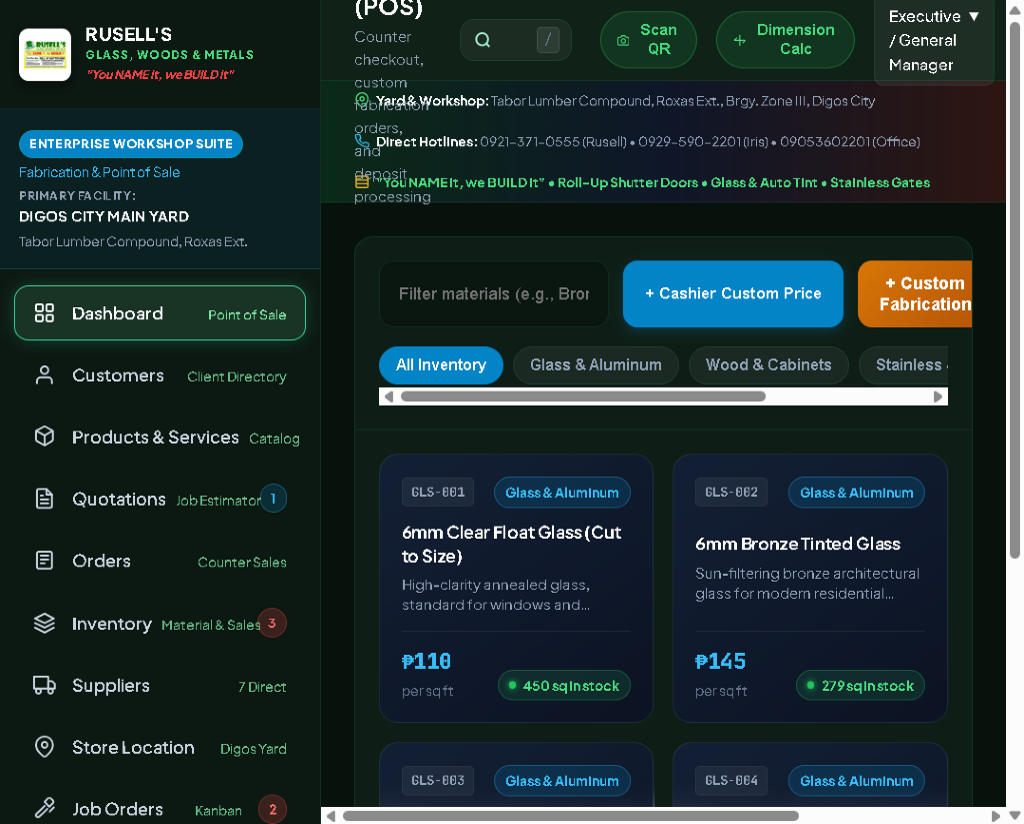 RUSELL'S
GLASS, WOODS & METALS
"You NAME It, we BUILD It"
ENTERPRISE WORKSHOP SUITE
Fabrication & Point of Sale
PRIMARY FACILITY:
DIGOS CITY MAIN YARD
Tabor Lumber Compound, Roxas Ext.
Dashboard Point of Sale
Customers Client Directory
Products & Services Catalog
Quotations Job Estimator 1
Orders Counter Sales
Inventory Material & Sales 3
Suppliers 7 Direct
Store Location Digos Yard
Job Orders Kanban 2
(POS)
Counter
checkout,
custom
fabrication
orders,
and
deposit
processing
/
Scan
QR
Dimension
Calc
Executive ▼
/ General
Manager
Yard & Workshop: Tabor Lumber Compound, Roxas Ext., Brgy. Zone III, Digos City
Direct Hotlines: 0921-371-0555 (Rusell) • 0929-590-2201 (Iris) • 09053602201 (Office)
"You NAME It, we BUILD It" • Roll-Up Shutter Doors • Glass & Auto Tint • Stainless Gates
Filter materials (e.g., Bron
+ Cashier Custom Price
+ Custom
Fabrication
All Inventory
Glass & Aluminum
Wood & Cabinets
Stainless
GLS-001
Glass & Aluminum
6mm Clear Float Glass (Cut
to Size)
High-clarity annealed glass,
standard for windows and...
₱110
per sq ft
450 sq in stock
GLS-002
Glass & Aluminum
6mm Bronze Tinted Glass
Sun-filtering bronze architectural
glass for modern residential...
₱145
per sq ft
279 sq in stock
GLS-003
Glass & Aluminum
GLS-004
Glass & Aluminum